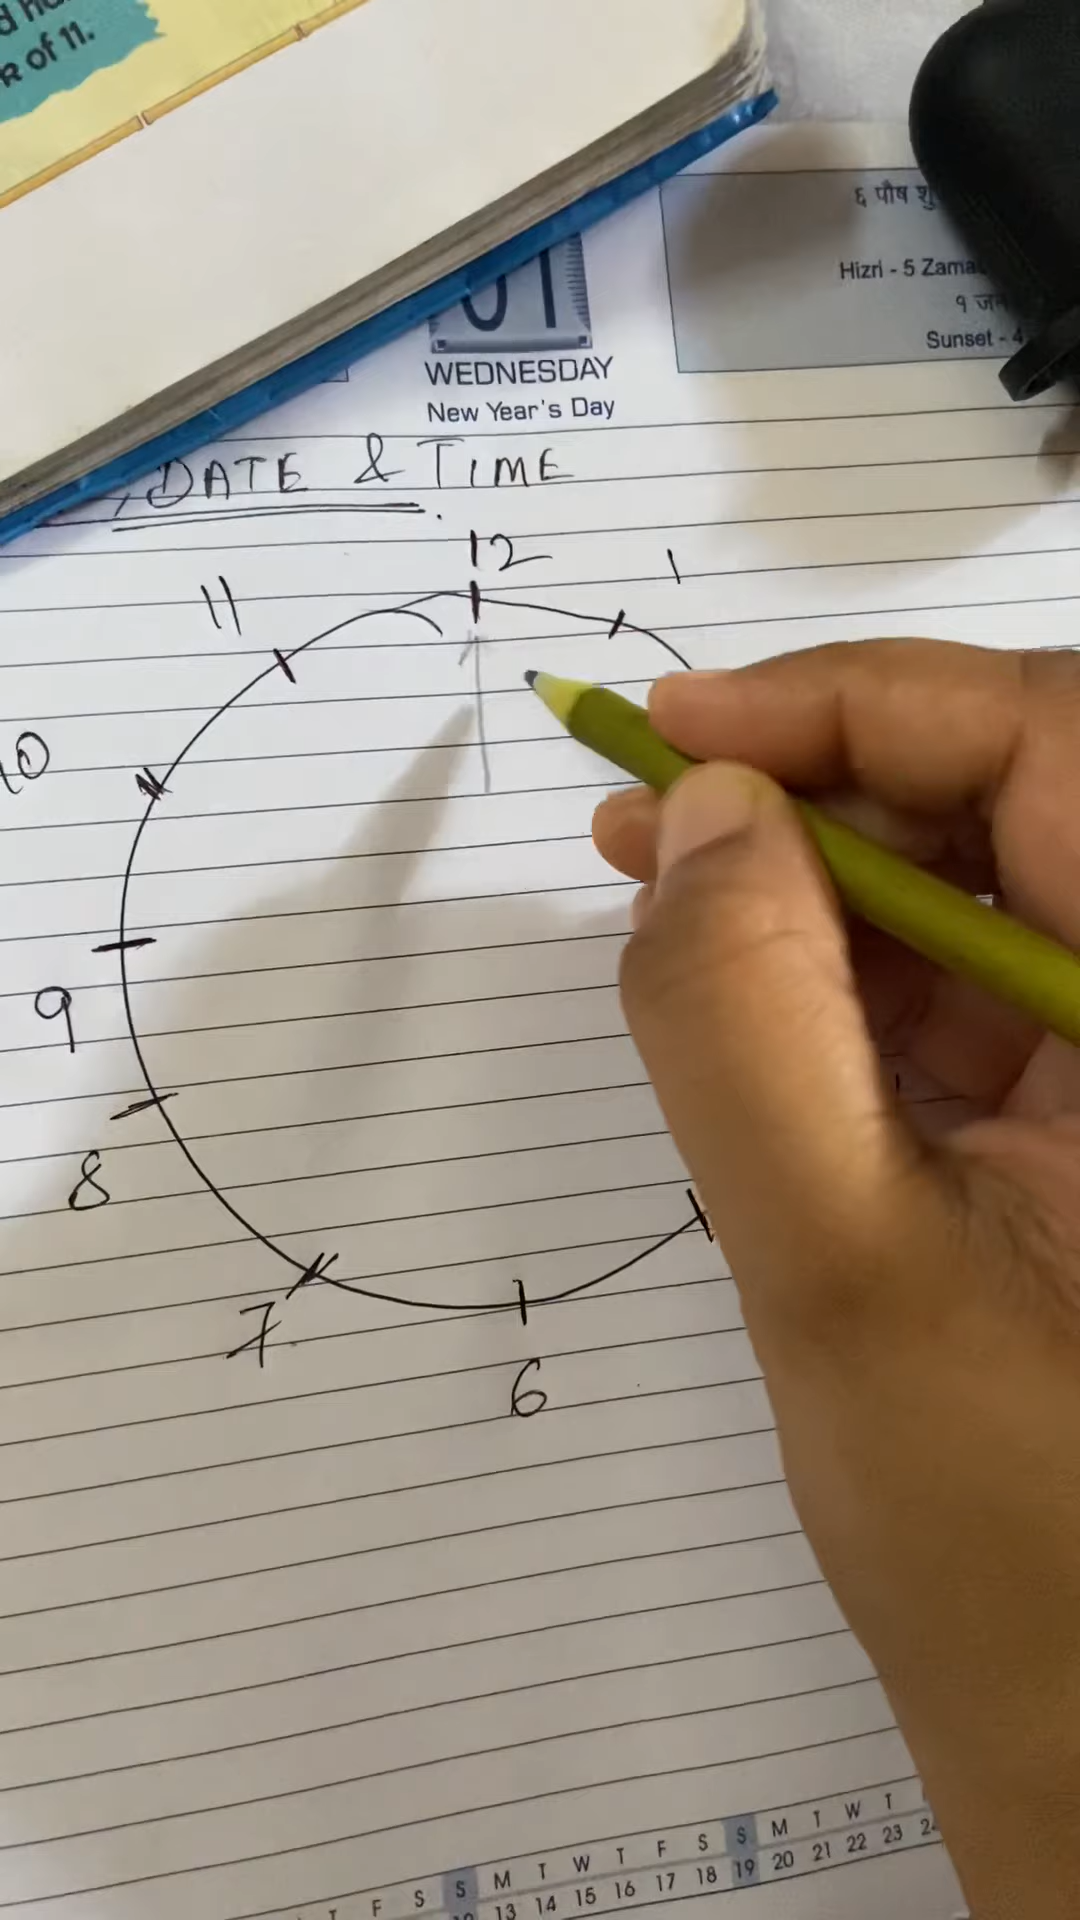 R of 11.
६ पौष
Hizri - 5
Sunset - 4
01
WEDNESDAY
New Year's Day
DATE & TIME
12
1
11
10
9
8
7
6
F S S M T W T F S S M T W T
13 14 15 16 17 18 19 20 21 22 23